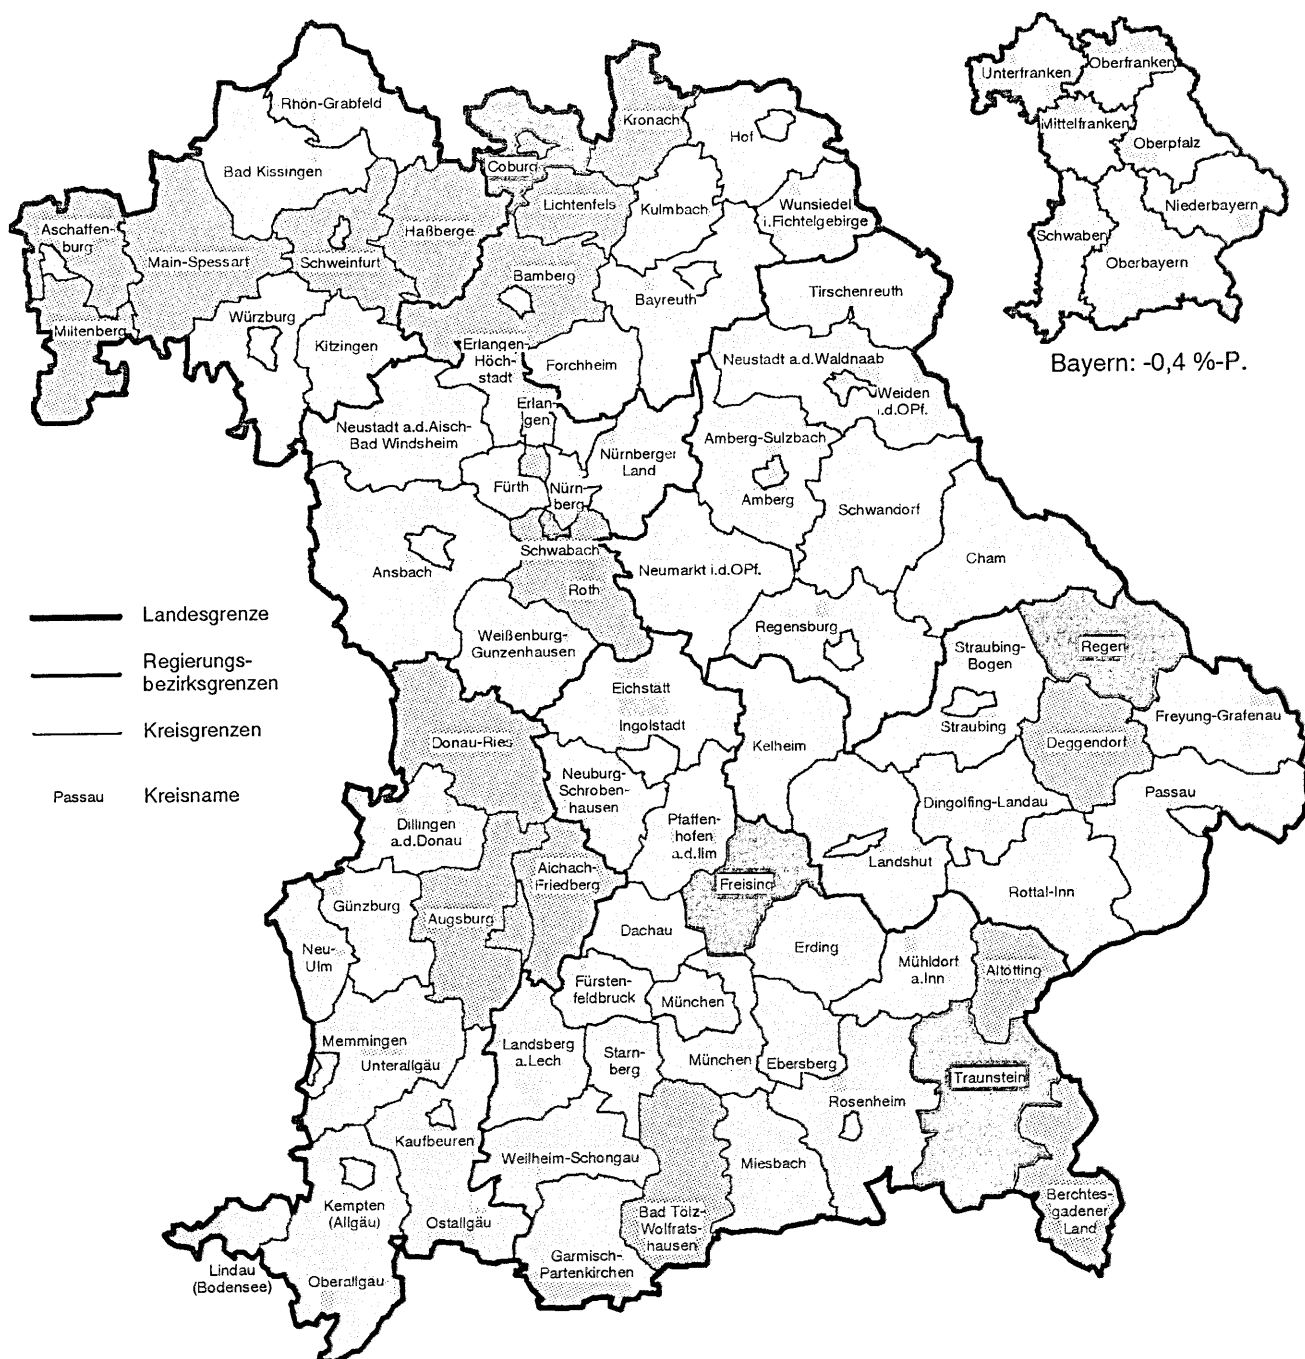 Rhön-Grabfeld
Bad Kissingen
Coburg
Kronach
Hof
Lichtenfels
Kulmbach
Wunsiedel
i.Fichtelgebirge
Aschaffen-
burg
Main-Spessart
Schweinfurt
Haßberge
Bamberg
Bayreuth
Tirschenreuth
Miltenberg
Würzburg
Kitzingen
Erlangen-
Höch-
stadt
Forchheim
Neustadt a.d.Waldnaab
Weiden
i.d.OPf.
Neustadt a.d.Aisch-
Bad Windsheim
Erlan-
gen
Nürnberger
Land
Amberg-Sulzbach
Amberg
Fürth
Nürn-
berg
Schwandorf
Cham
Ansbach
Schwabach
Roth
Neumarkt i.d.OPf.
Weißenburg-
Gunzenhausen
Regensburg
Straubing-
Bogen
Straubing
Regen
Eichstätt
Ingolstadt
Kelheim
Freyung-Grafenau
Deggendorf
Donau-Ries
Neuburg-
Schroben-
hausen
Dingolfing-Landau
Passau
Dillingen
a.d.Donau
Pfaffen-
hofen
a.d.Ilm
Landshut
Rottal-Inn
Aichach-
Friedberg
Freising
Günzburg
Augsburg
Dachau
Erding
Neu-
Ulm
Mühldorf
a.Inn
Altötting
Fürsten-
feldbruck
München
Memmingen
Unterallgäu
Landsberg
a.Lech
Starn-
berg
München
Ebersberg
Traunstein
Rosenheim
Kaufbeuren
Weilheim-Schongau
Miesbach
Kempten
(Allgäu)
Ostallgäu
Bad Tölz-
Wolfrats-
hausen
Berchtes-
gadener
Land
Lindau
(Bodensee)
Oberallgau
Garmisch-
Partenkirchen
Unterfranken
Oberfranken
Mittelfranken
Oberpfalz
Niederbayern
Schwaben
Oberbayern
Bayern: -0,4 %-P.
Landesgrenze
Regierungs-
bezirksgrenzen
Kreisgrenzen
Passau
Kreisname